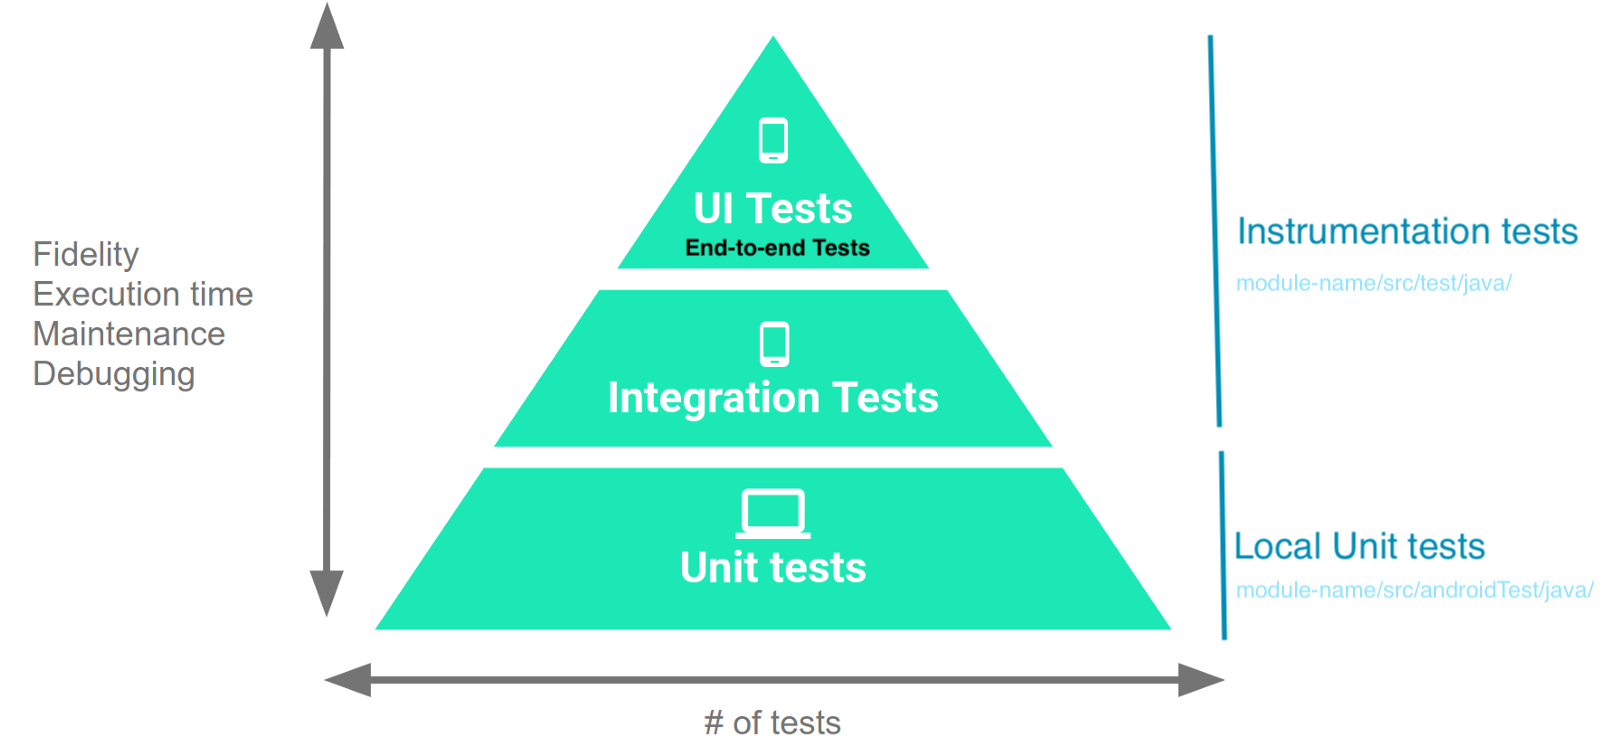 Fidelity
Execution time
Maintenance
Debugging
UI Tests
End-to-end Tests
Integration Tests
Unit tests
Instrumentation tests
module-name/src/test/java/
Local Unit tests
module-name/src/androidTest/java/
# of tests